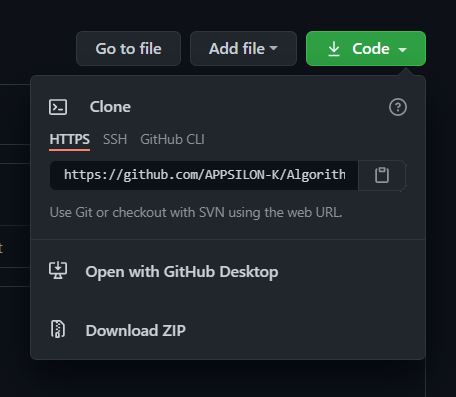 Go to file Add file Code
Clone
HTTPS SSH GitHub CLI
https://github.com/APPSILON-K/Algorith
Use Git or checkout with SVN using the web URL.
Open with GitHub Desktop
Download ZIP